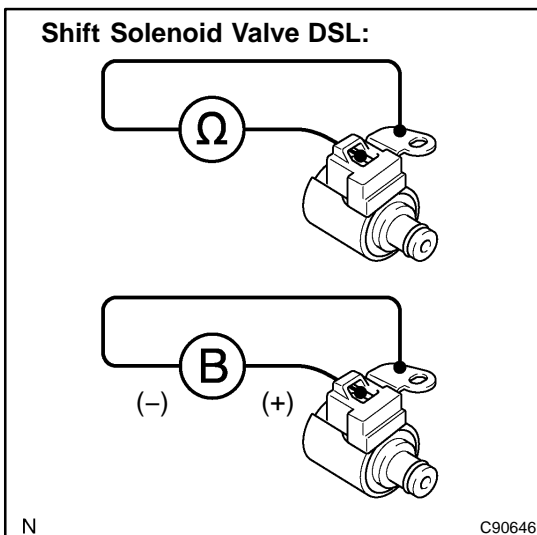 Shift Solenoid Valve DSL:
Ω
B
(–) (+)
N C90646